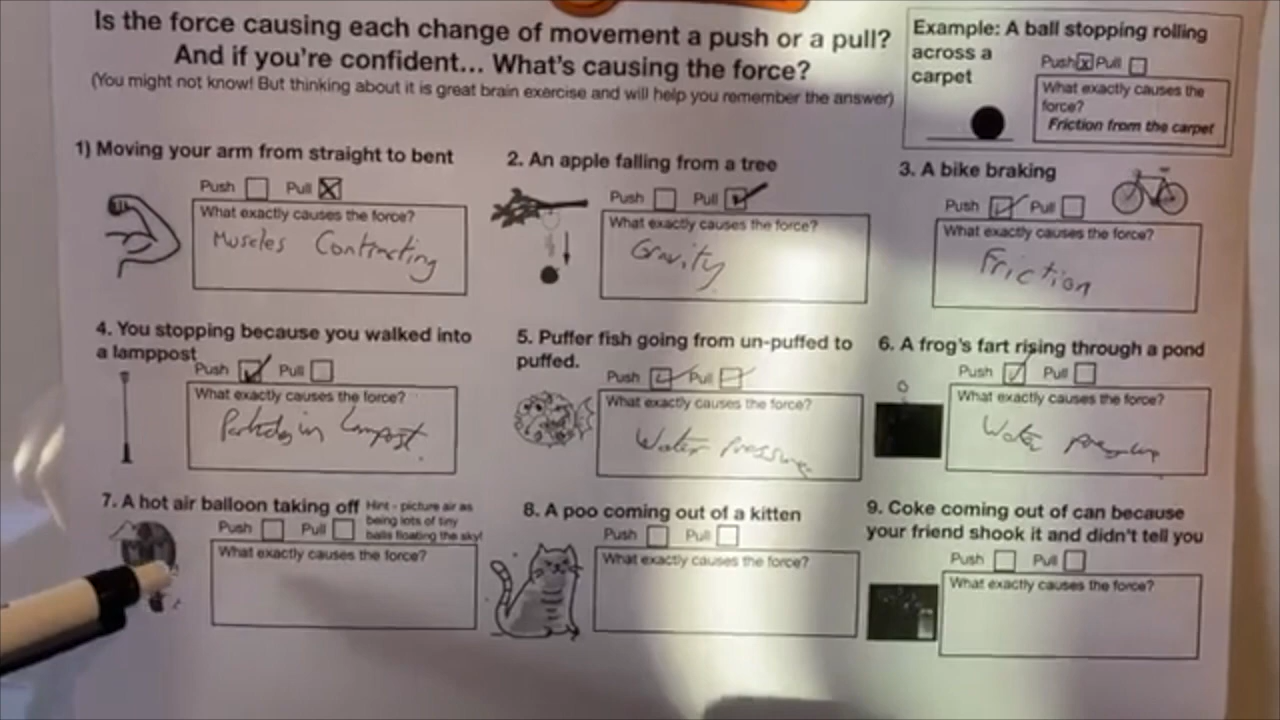 Is the force causing each change of movement a push or a pull?
And if you're confident... What's causing the force?
(You might not know! But thinking about it is great brain exercise and will help you remember the answer)
Example: A ball stopping rolling
across a
carpet
Push Pull
What exactly causes the
force?
Friction from the carpet
1) Moving your arm from straight to bent
Push Pull
What exactly causes the force?
Muscles Contracting
2. An apple falling from a tree
Push Pull
What exactly causes the force?
Gravity
3. A bike braking
Push Pull
What exactly causes the force?
Friction
4. You stopping because you walked into
a lamppost
Push Pull
What exactly causes the force?
in lampost.
5. Puffer fish going from un-puffed to
puffed.
Push Pull
What exactly causes the force?
Water Pressure
6. A frog's fart rising through a pond
Push Pull
What exactly causes the force?
Water
7. A hot air balloon taking off
Hint - picture air as
being lots of tiny
balls floating the sky!
Push Pull
What exactly causes the force?
8. A poo coming out of a kitten
Push Pull
What exactly causes the force?
9. Coke coming out of can because
your friend shook it and didn't tell you
Push Pull
What exactly causes the force?